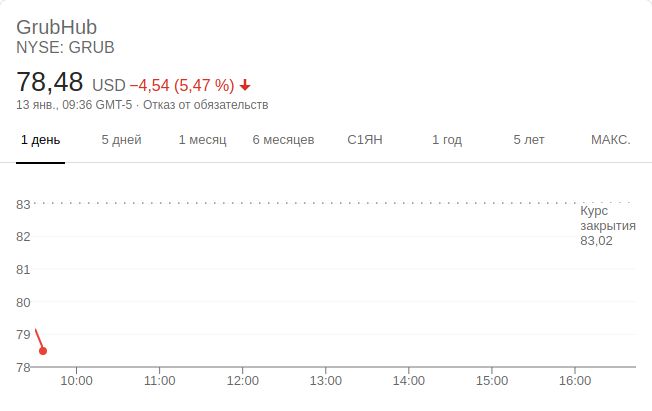 GrubHub
NYSE: GRUB
78,48 USD −4,54 (5,47 %)
13 янв., 09:36 GMT-5 · Отказ от обязательств
1 день 5 дней 1 месяц 6 месяцев С1ЯН 1 год 5 лет МАКС.
83
Курс
закрытия
83,02
82
81
80
79
78
10:00 11:00 12:00 13:00 14:00 15:00 16:00